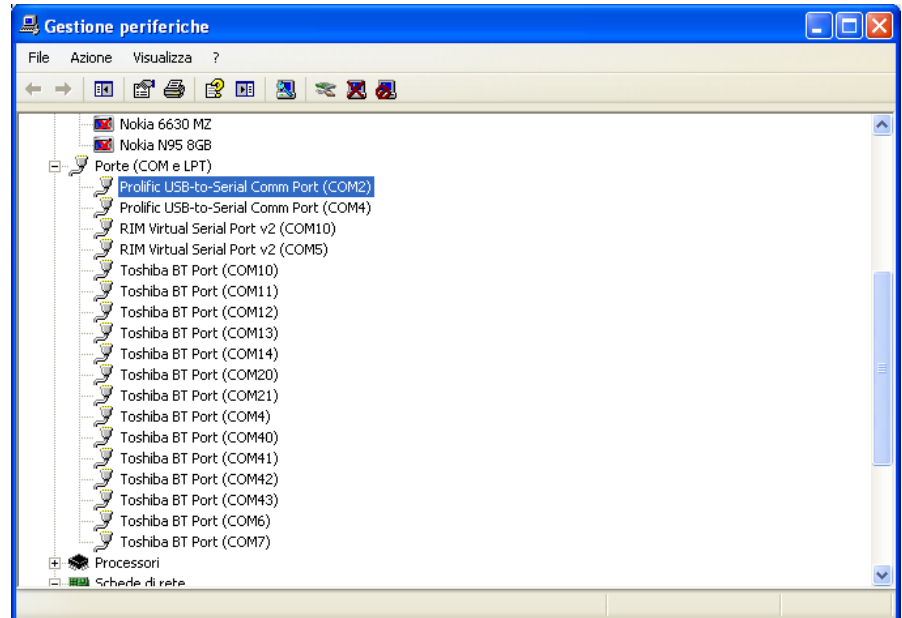 Gestione periferiche
File Azione Visualizza ?
Nokia 6630 MZ
Nokia N95 8GB
Porte (COM e LPT)
Prolific USB-to-Serial Comm Port (COM2)
Prolific USB-to-Serial Comm Port (COM4)
RIM Virtual Serial Port v2 (COM10)
RIM Virtual Serial Port v2 (COM5)
Toshiba BT Port (COM10)
Toshiba BT Port (COM11)
Toshiba BT Port (COM12)
Toshiba BT Port (COM13)
Toshiba BT Port (COM14)
Toshiba BT Port (COM20)
Toshiba BT Port (COM21)
Toshiba BT Port (COM4)
Toshiba BT Port (COM40)
Toshiba BT Port (COM41)
Toshiba BT Port (COM42)
Toshiba BT Port (COM43)
Toshiba BT Port (COM6)
Toshiba BT Port (COM7)
Processori
Schede di rete